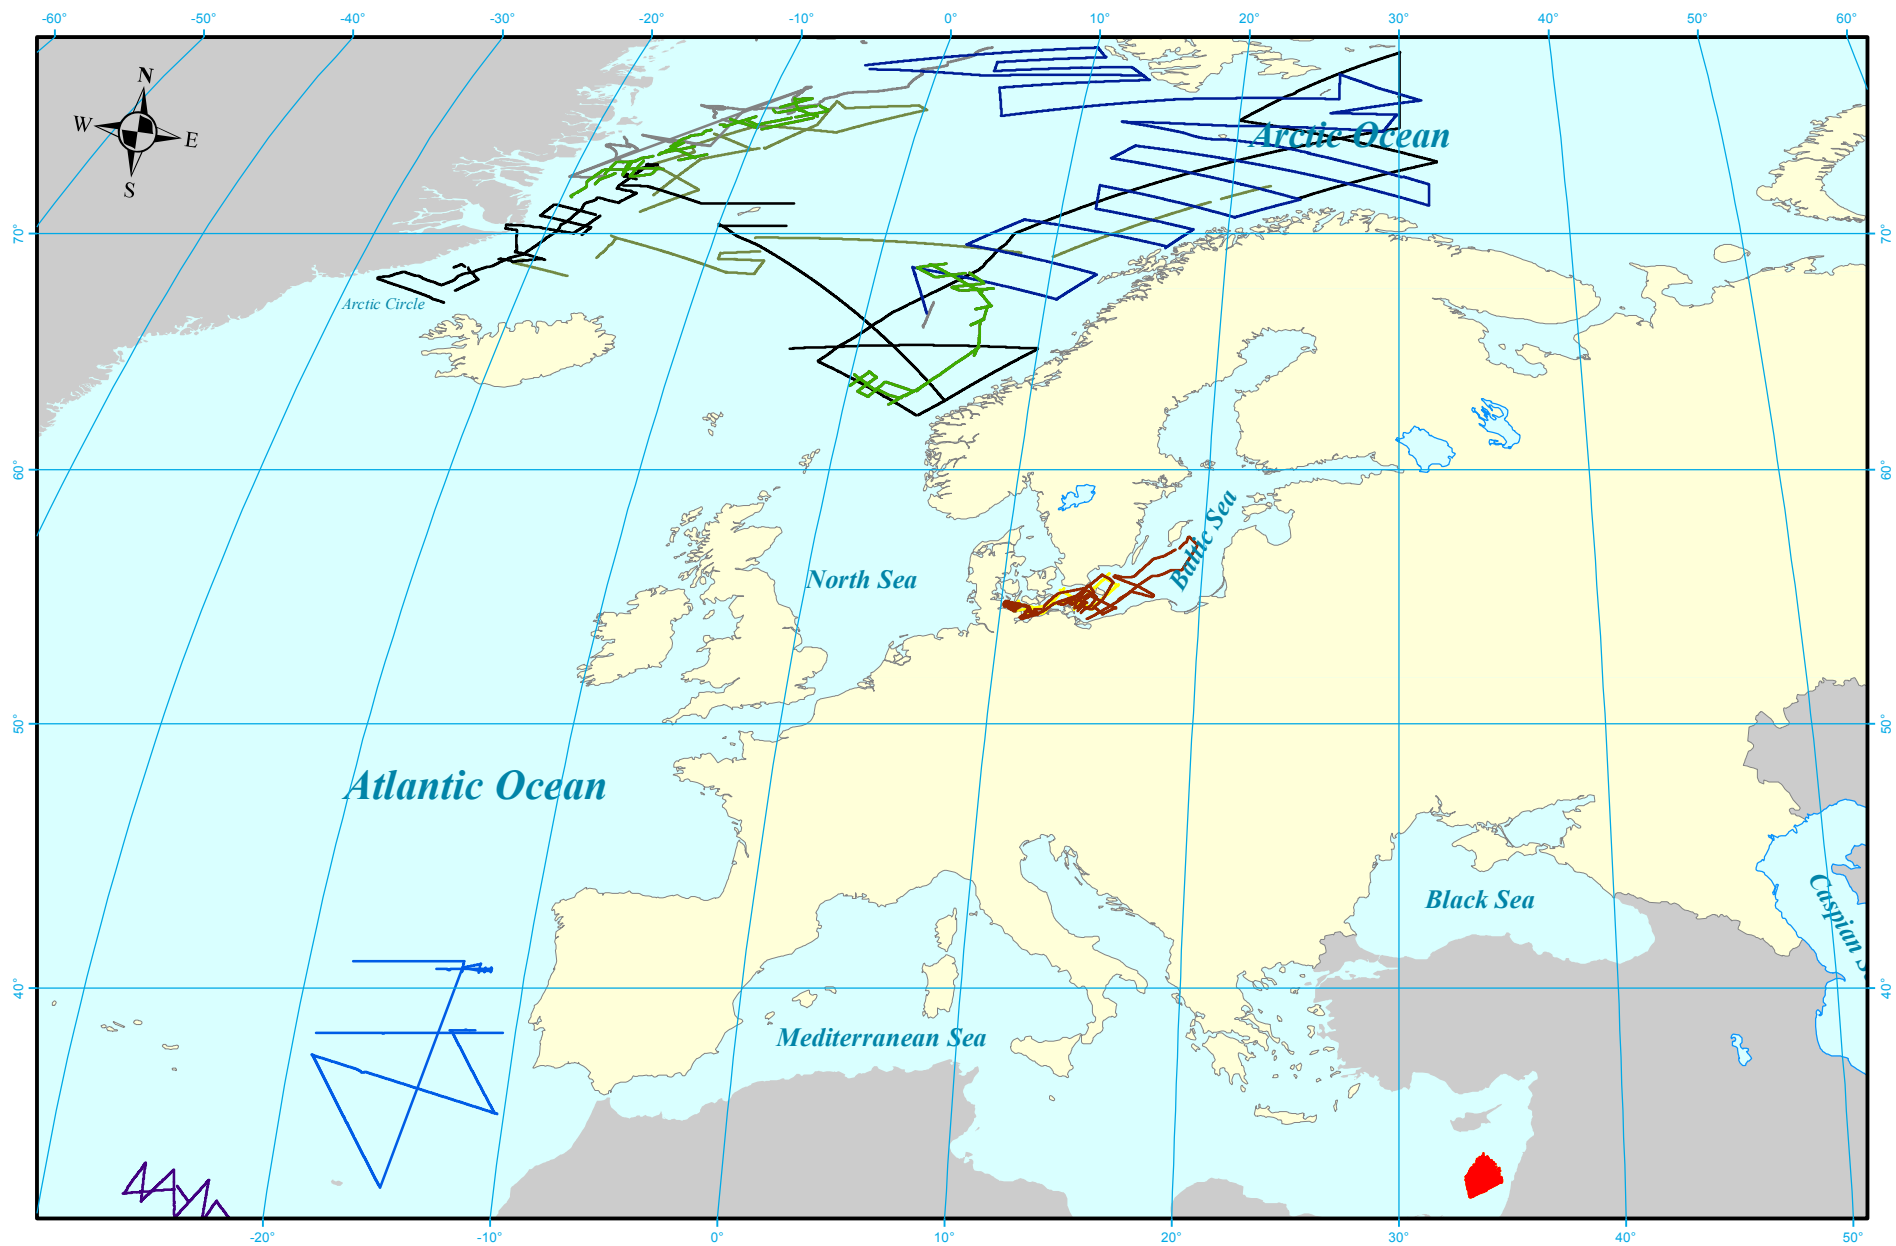 -60° -50° -40° -30° -20° -10° 0° 10° 20° 30° 40° 50° 60°
N
W E
S
Arctic Ocean
70° 70°
Arctic Circle
60° 60°
Baltic Sea
North Sea
50° 50°
Atlantic Ocean
Black Sea
Caspian
40° 40°
Mediterranean Sea
-20° -10° 0° 10° 20° 30° 40° 50°